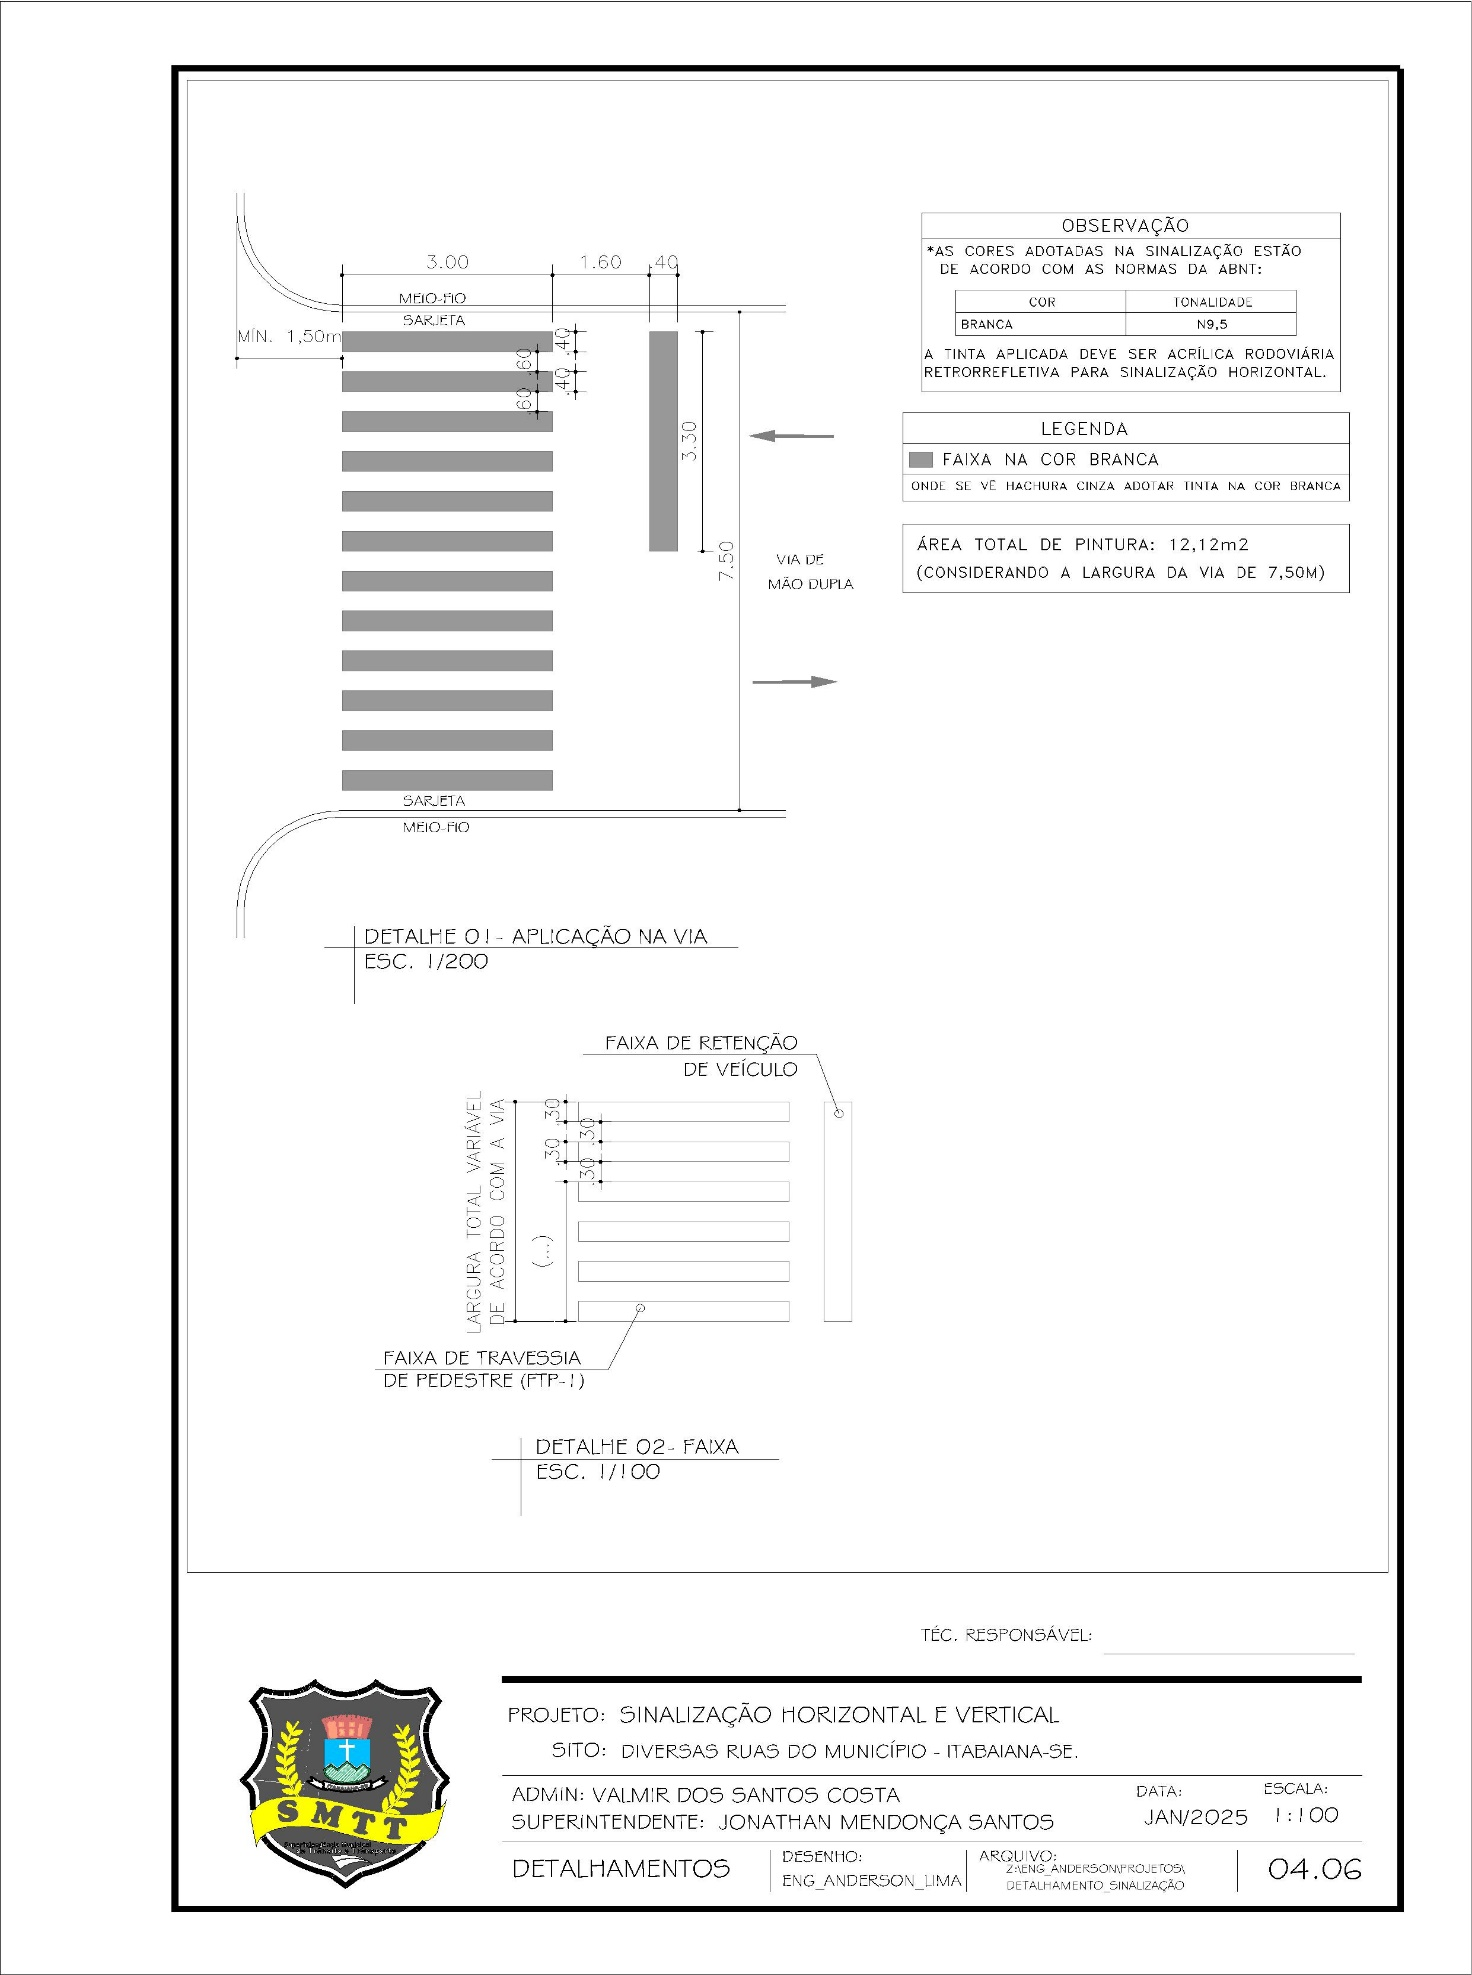 OBSERVAÇÃO
*AS CORES ADOTADAS NA SINALIZAÇÃO ESTÃO
DE ACORDO COM AS NORMAS DA ABNT:
COR TONALIDADE
BRANCA N9,5
A TINTA APLICADA DEVE SER ACRÍLICA RODOVIÁRIA
RETRORREFLETIVA PARA SINALIZAÇÃO HORIZONTAL.
LEGENDA
FAIXA NA COR BRANCA
ONDE SE VÊ HACHURA CINZA ADOTAR TINTA NA COR BRANCA
ÁREA TOTAL DE PINTURA: 12,12m2
(CONSIDERANDO A LARGURA DA VIA DE 7,50M)
3.00 1.60 .40
MEIO-FIO
SARJETA
MÍN. 1,50m
.40
.60
.40
.60
3.30
7.50
VIA DE
MÃO DUPLA
SARJETA
MEIO-FIO
DETALHE 01- APLICAÇÃO NA VIA
ESC. 1/200
FAIXA DE RETENÇÃO
DE VEÍCULO
LARGURA TOTAL VARIÁVEL
DE ACORDO COM A VIA
.30
.30
.30
.30
(...)
FAIXA DE TRAVESSIA
DE PEDESTRE (FTP-1)
DETALHE 02- FAIXA
ESC. 1/100
TÉC. RESPONSÁVEL:
PROJETO: SINALIZAÇÃO HORIZONTAL E VERTICAL
SITO: DIVERSAS RUAS DO MUNICÍPIO - ITABAIANA-SE.
ADMIN: VALMIR DOS SANTOS COSTA
SUPERINTENDENTE: JONATHAN MENDONÇA SANTOS
DATA:
JAN/2025
ESCALA:
1:100
DETALHAMENTOS
DESENHO:
ENG_ANDERSON_LIMA
ARQUIVO:
Z:\ENG_ANDERSON\PROJETOS\
DETALHAMENTO_SINALIZAÇÃO
04.06
SMTT